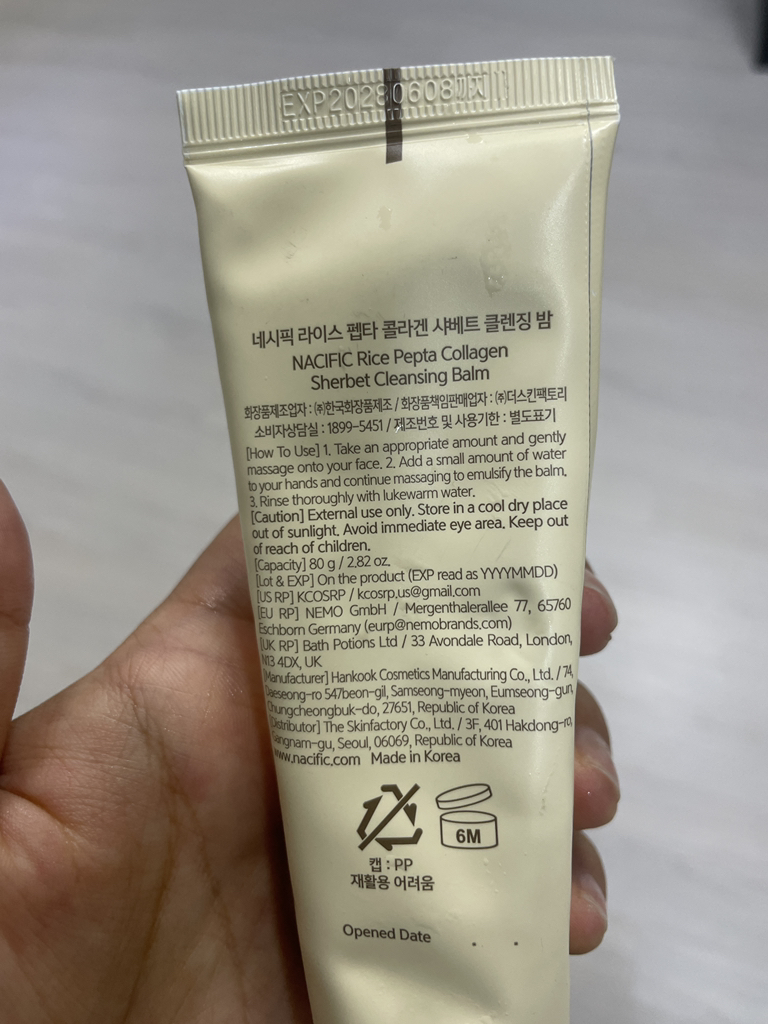 EXP20280608까지
네시픽 라이스 펩타 콜라겐 샤베트 클렌징 밤
NACIFIC Rice Pepta Collagen
Sherbet Cleansing Balm
화장품제조업자 : ㈜한국화장품제조 / 화장품책임판매업자 : ㈜더스킨팩토리
소비자상담실 : 1899-5451 / 제조번호 및 사용기한 : 별도표기
[How To Use] 1. Take an appropriate amount and gently
massage onto your face. 2. Add a small amount of water
to your hands and continue massaging to emulsify the balm.
3. Rinse thoroughly with lukewarm water.
[Caution] External use only. Store in a cool dry place
out of sunlight. Avoid immediate eye area. Keep out
of reach of children.
[Capacity] 80 g / 2.82 oz.
[Lot & EXP] On the product (EXP read as YYYYMMDD)
[US RP] KCOSRP / kcosrp.us@gmail.com
[EU RP] NEMO GmbH / Mergenthalerallee 77, 65760
Eschborn Germany (eurp@nemobrands.com)
[UK RP] Bath Potions Ltd / 33 Avondale Road, London,
N13 4DX, UK
[Manufacturer] Hankook Cosmetics Manufacturing Co., Ltd. / 74,
Daeseong-ro 547beon-gil, Samseong-myeon, Eumseong-gun,
Chungcheongbuk-do, 27651, Republic of Korea
[Distributor] The Skinfactory Co., Ltd. / 3F, 401 Hakdong-ro,
Gangnam-gu, Seoul, 06069, Republic of Korea
www.nacific.com Made in Korea
6M
캡 : PP
재활용 어려움
Opened Date . .